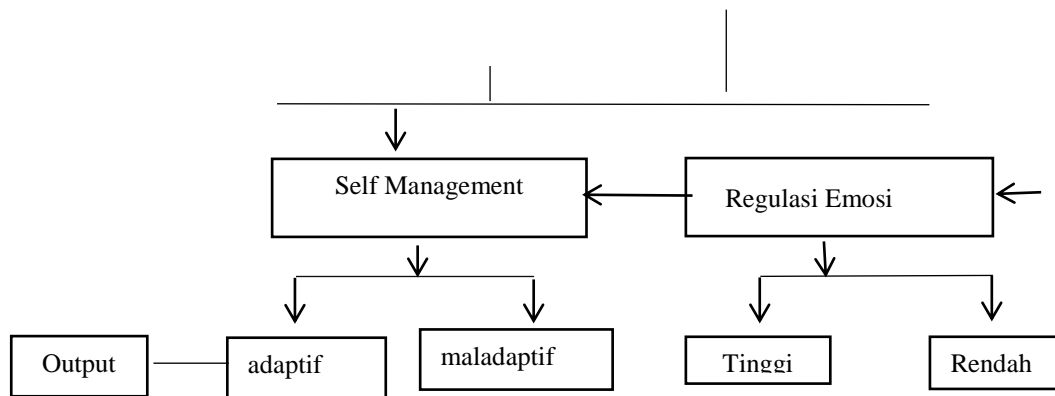 Self Management
Regulasi Emosi
Output
adaptif
maladaptif
Tinggi
Rendah